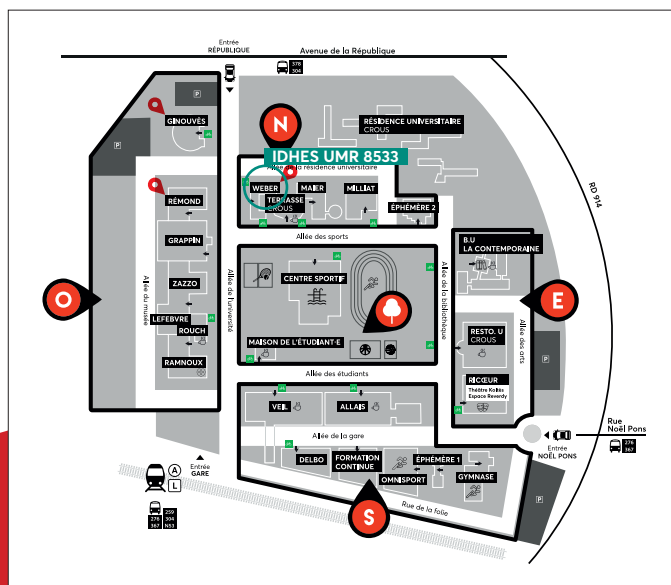 Entrée
RÉPUBLIQUE
Avenue de la République
378
304
P
GINOUVÈS
P
N
RÉSIDENCE UNIVERSITAIRE
CROUS
IDHES UMR 8533
Allée de la résidence universitaire
WEBER
MAIER
MILLIAT
TERRASSE
CROUS
ÉPHÉMÈRE 2
RD 914
RÉMOND
Allée des sports
GRAPPIN
B.U
LA CONTEMPORAINE
CENTRE SPORTIF
ZAZZO
O
Allée du musée
Allée de l'université
Allée de la bibliothèque
E
LEFEBVRE
ROUCH
RESTO. U
CROUS
Allée des arts
MAISON DE L'ÉTUDIANT·E
RAMNOUX
P
Allée des étudiants
RICŒUR
Théâtre Koltès
Espace Reverdy
VEIL
ALLAIS
Rue
Noël Pons
Allée de la gare
276
367
Entrée
NOËL PONS
DELBO
FORMATION
CONTINUE
ÉPHÉMÈRE 1
OMNISPORT
GYMNASE
Entrée
GARE
A
L
P
Rue de la folie
S
259
276 304
367 N53